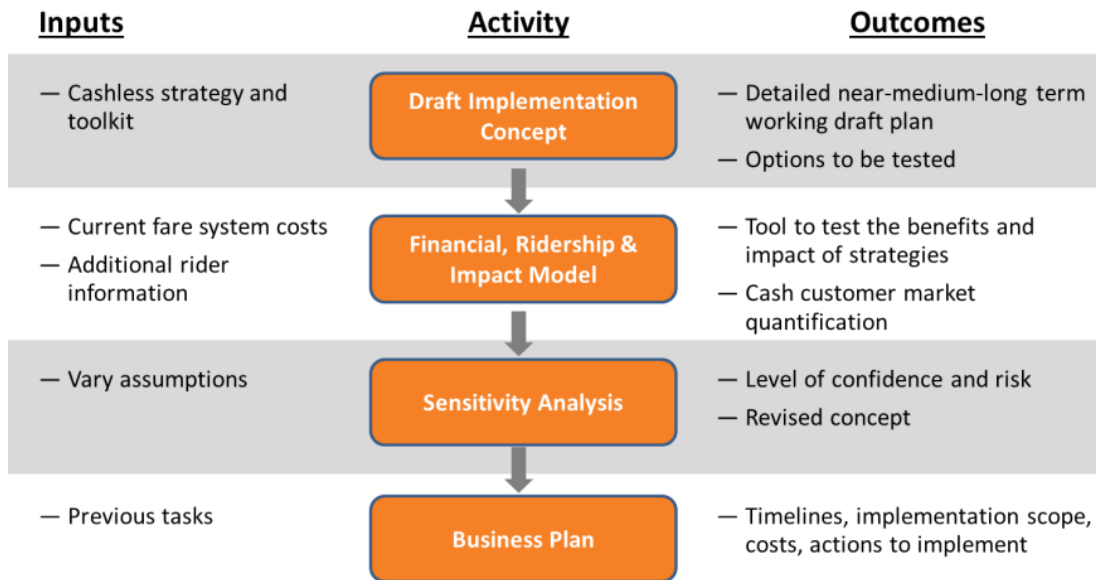 Inputs
Activity
Outcomes
— Cashless strategy and
toolkit
Draft Implementation
Concept
— Detailed near-medium-long term
working draft plan
— Options to be tested
— Current fare system costs
— Additional rider
information
Financial, Ridership &
Impact Model
— Tool to test the benefits and
impact of strategies
— Cash customer market
quantification
— Vary assumptions
Sensitivity Analysis
— Level of confidence and risk
— Revised concept
— Previous tasks
Business Plan
— Timelines, implementation scope,
costs, actions to implement